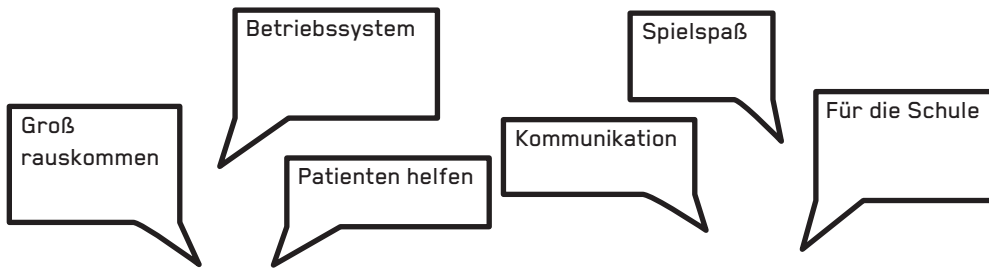 Betriebssystem
Spielspaß
Groß
rauskommen
Für die Schule
Kommunikation
Patienten helfen